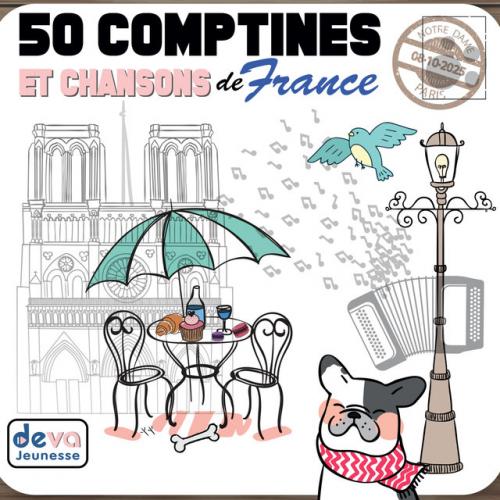 50 COMPTINES
ET CHANSONS de France
NOTRE DAME
08-10-2025
PARIS
deva
Jeunesse